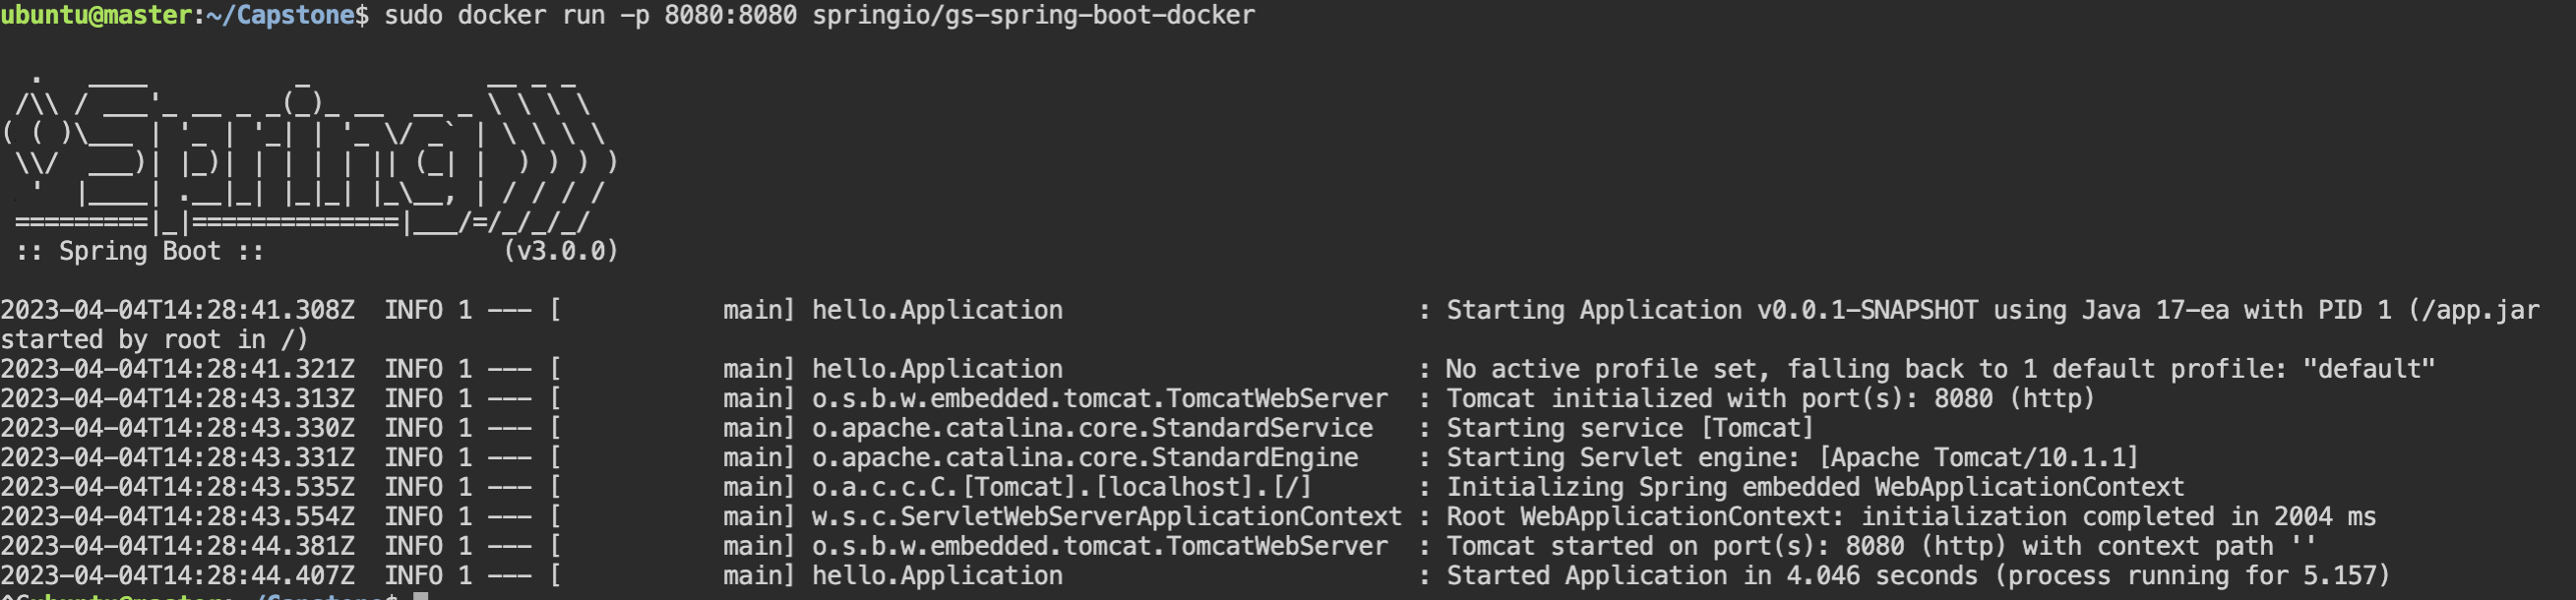 ubuntu@master:~/Capstone$ sudo docker run -p 8080:8080 springio/gs-spring-boot-docker

  .   ____          _            __ _ _
 /\\ / ___'_ __ _ _(_)_ __  __ _ \ \ \ \
( ( )\___ | '_ | '_| | '_ \/ _` | \ \ \ \
 \\/  ___)| |_)| | | | | || (_| |  ) ) ) )
  '  |____| .__|_| |_|_| |_\__, | / / / /
 =========|_|==============|___/=/_/_/_/
 :: Spring Boot ::                (v3.0.0)

2023-04-04T14:28:41.308Z  INFO 1 --- [           main] hello.Application                        : Starting Application v0.0.1-SNAPSHOT using Java 17-ea with PID 1 (/app.jar
started by root in /)
2023-04-04T14:28:41.321Z  INFO 1 --- [           main] hello.Application                        : No active profile set, falling back to 1 default profile: "default"
2023-04-04T14:28:43.313Z  INFO 1 --- [           main] o.s.b.w.embedded.tomcat.TomcatWebServer  : Tomcat initialized with port(s): 8080 (http)
2023-04-04T14:28:43.330Z  INFO 1 --- [           main] o.apache.catalina.core.StandardService   : Starting service [Tomcat]
2023-04-04T14:28:43.331Z  INFO 1 --- [           main] o.apache.catalina.core.StandardEngine    : Starting Servlet engine: [Apache Tomcat/10.1.1]
2023-04-04T14:28:43.535Z  INFO 1 --- [           main] o.a.c.c.C.[Tomcat].[localhost].[/]       : Initializing Spring embedded WebApplicationContext
2023-04-04T14:28:43.554Z  INFO 1 --- [           main] w.s.c.ServletWebServerApplicationContext : Root WebApplicationContext: initialization completed in 2004 ms
2023-04-04T14:28:44.381Z  INFO 1 --- [           main] o.s.b.w.embedded.tomcat.TomcatWebServer  : Tomcat started on port(s): 8080 (http) with context path ''
2023-04-04T14:28:44.407Z  INFO 1 --- [           main] hello.Application                        : Started Application in 4.046 seconds (process running for 5.157)
^Cubuntu@master:~/Capstone$